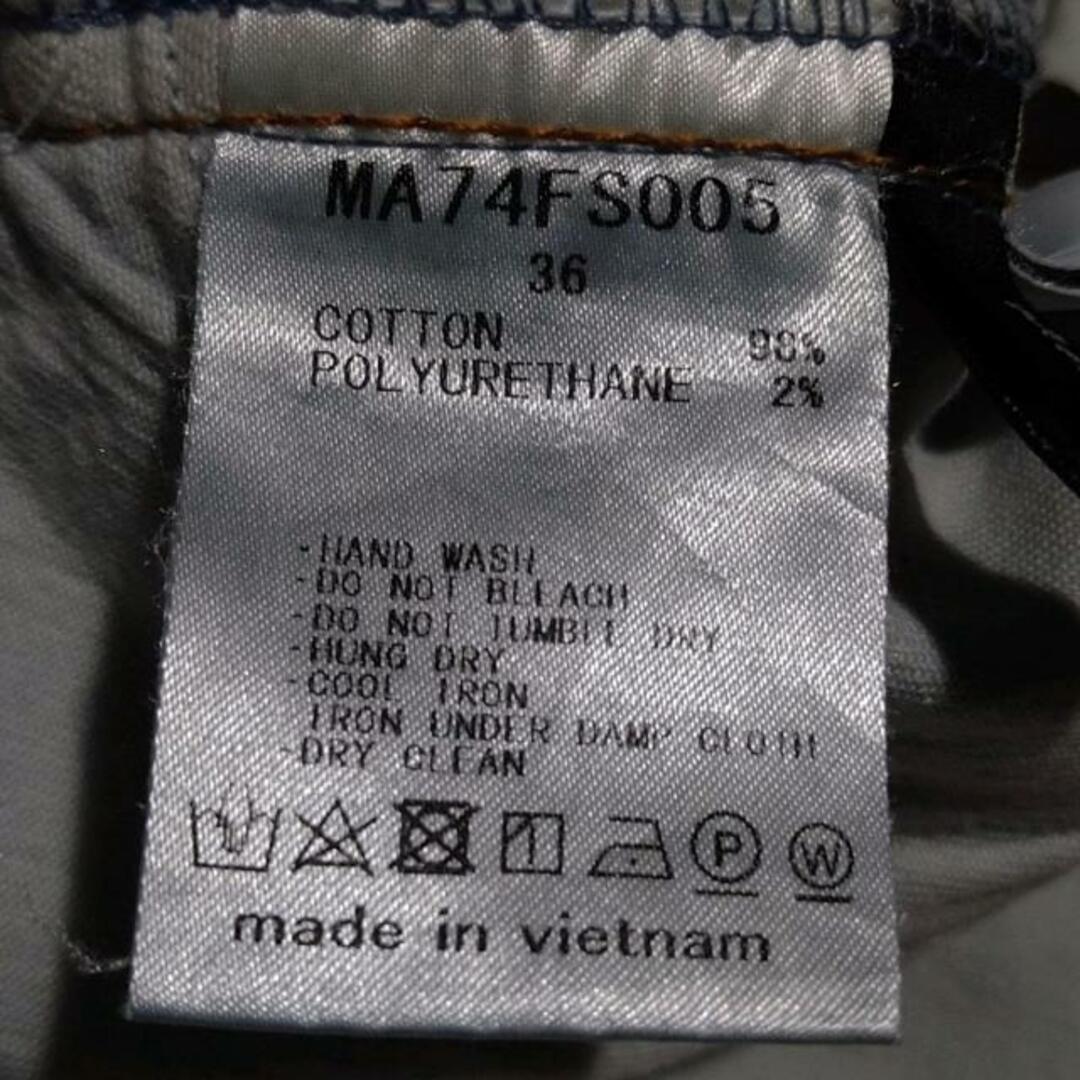 MA74FS005
36
COTTON 98%
POLYURETHANE 2%
-HAND WASH
-DO NOT BLEACH
-DO NOT TUMBLE DRY
-HUNG DRY
-COOL IRON
IRON UNDER DAMP CLOTH
-DRY CLEAN
P W
made in vietnam